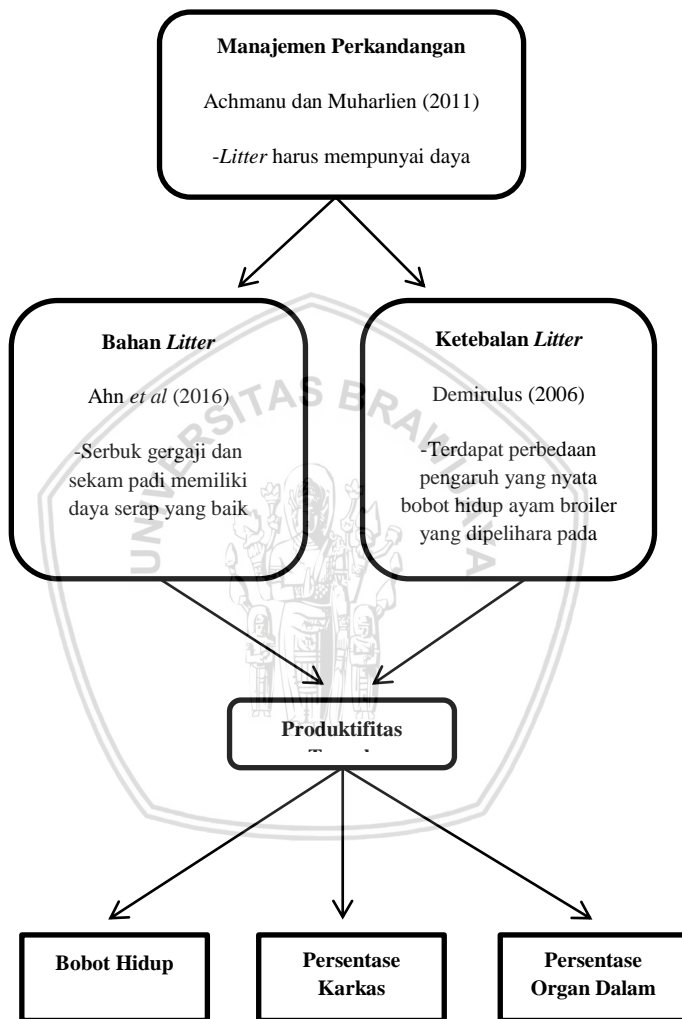 Manajemen Perkandangan
Achmanu dan Muharlien (2011)
-Litter harus mempunyai daya
Bahan Litter
Ahn et al (2016)
-Serbuk gergaji dan
sekam padi memiliki
daya serap yang baik
Ketebalan Litter
Demirulus (2006)
-Terdapat perbedaan
pengaruh yang nyata
bobot hidup ayam broiler
yang dipelihara pada
UNIVERSITAS BRAWIJAYA
Produktifitas
Bobot Hidup
Persentase
Karkas
Persentase
Organ Dalam